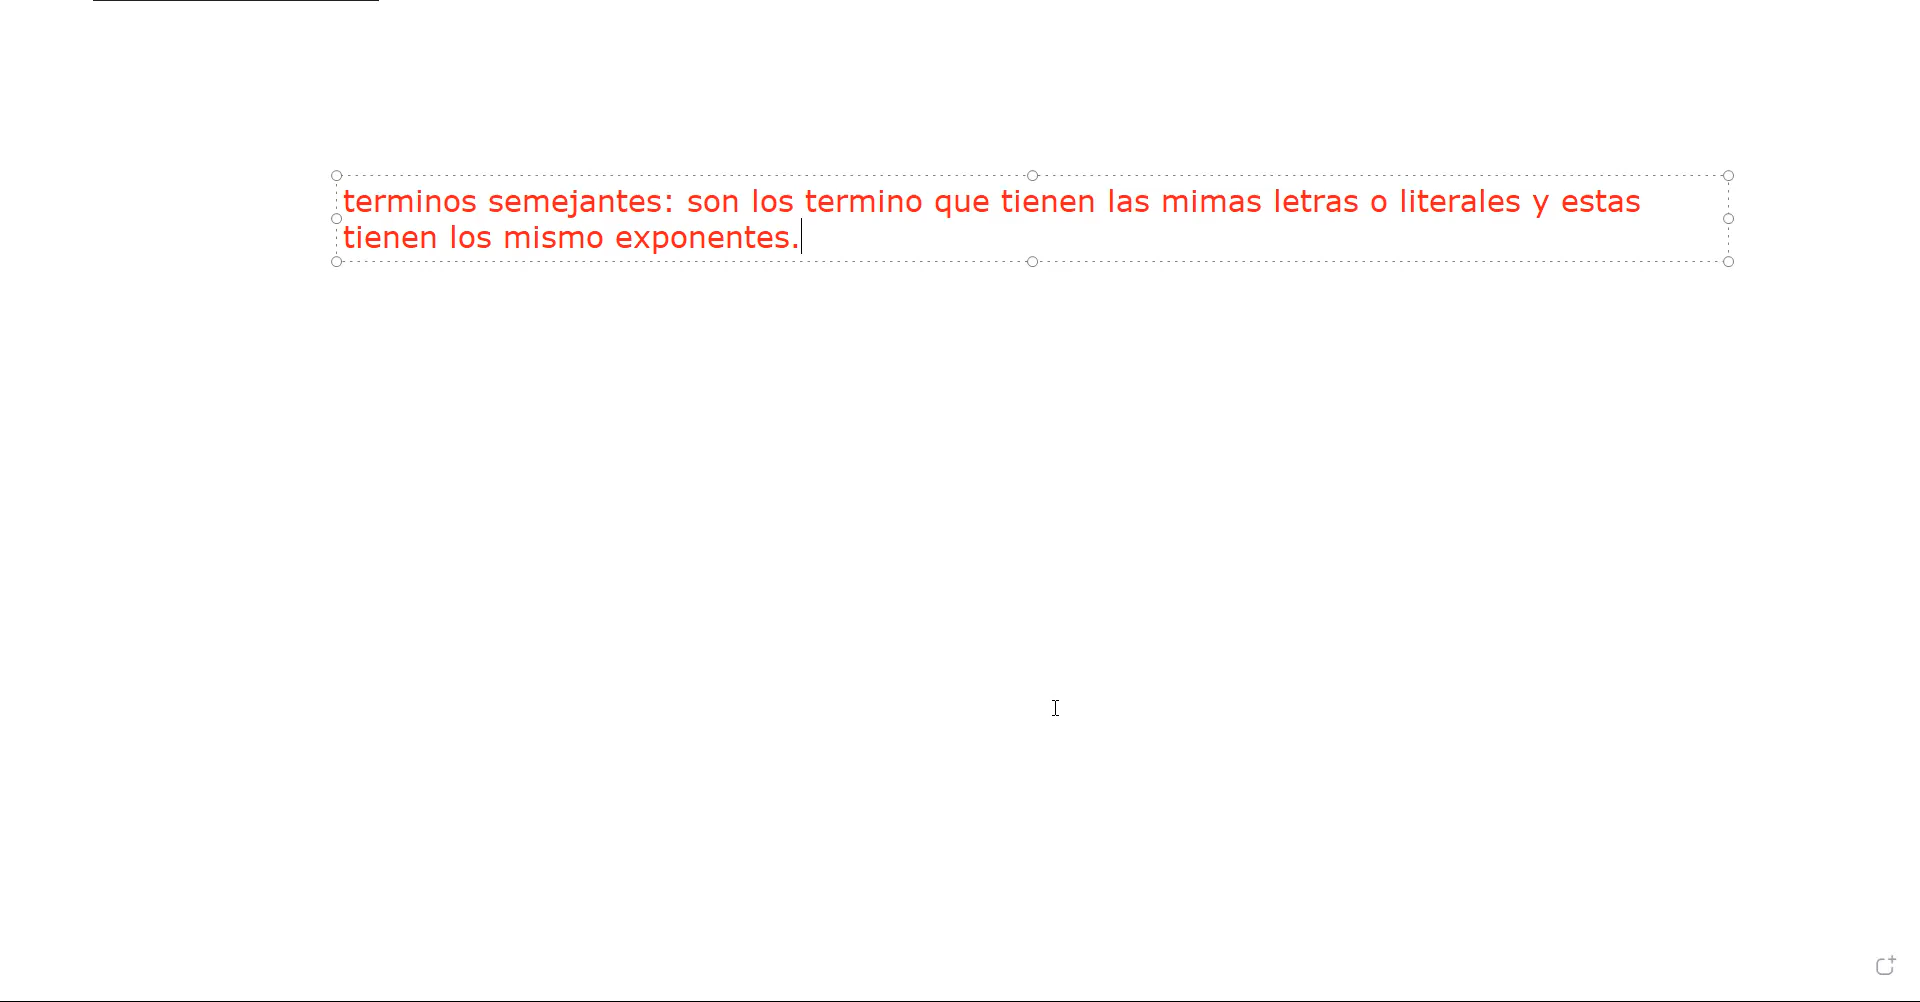 terminos semejantes: son los termino que tienen las mimas letras o literales y estas
tienen los mismo exponentes.